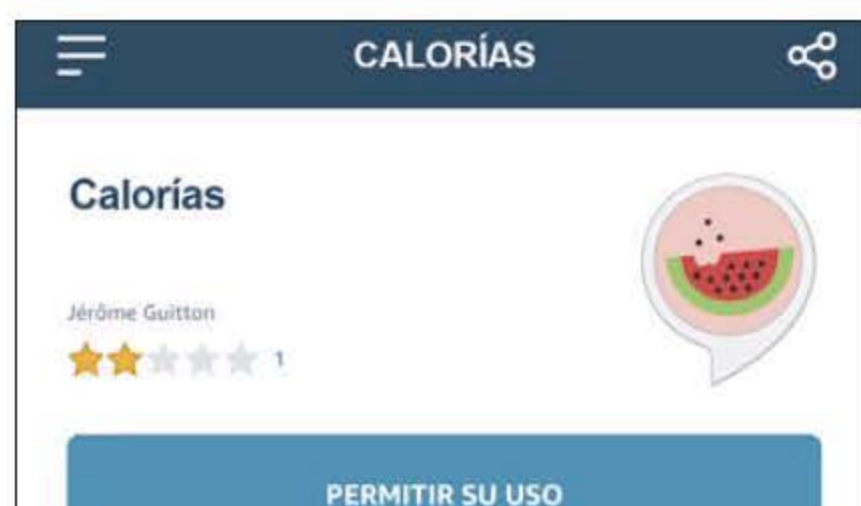 CALORÍAS
Calorías
Jérôme Guitton
1
PERMITIR SU USO